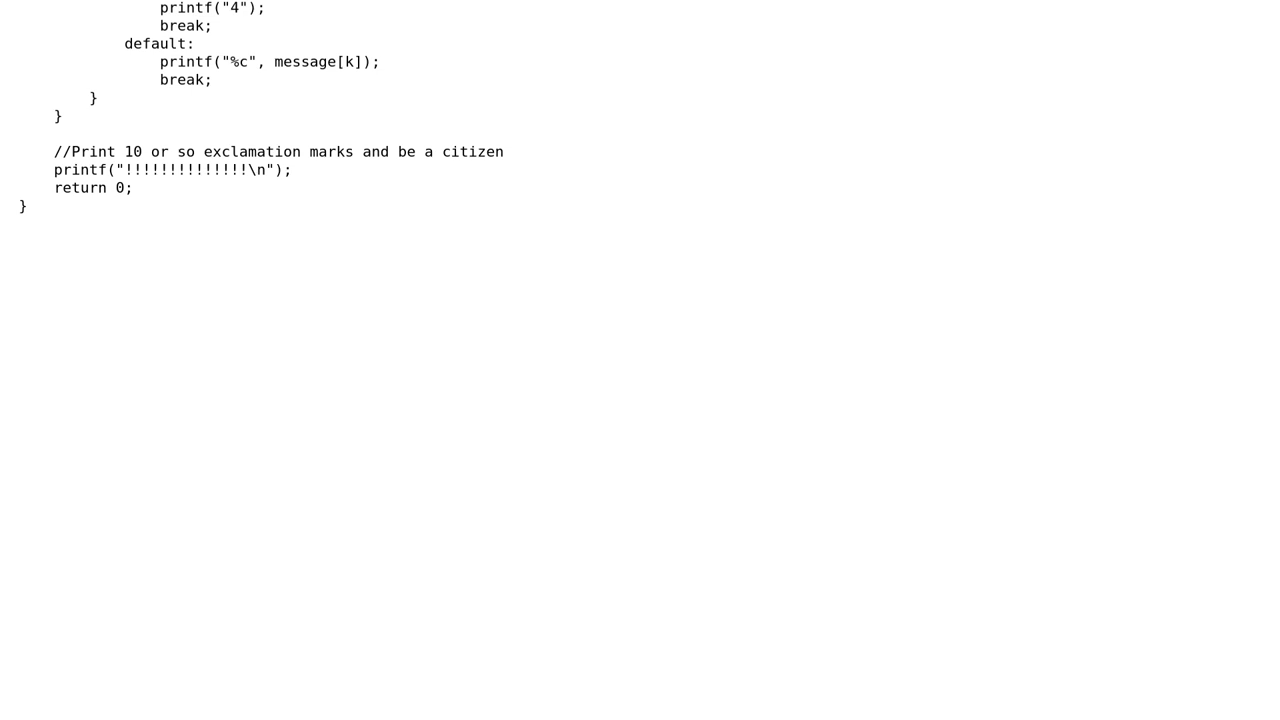 printf("4");
                break;
            default:
                printf("%c", message[k]);
                break;
        }
    }

    //Print 10 or so exclamation marks and be a citizen
    printf("!!!!!!!!!!!!!!\n");
    return 0;
}